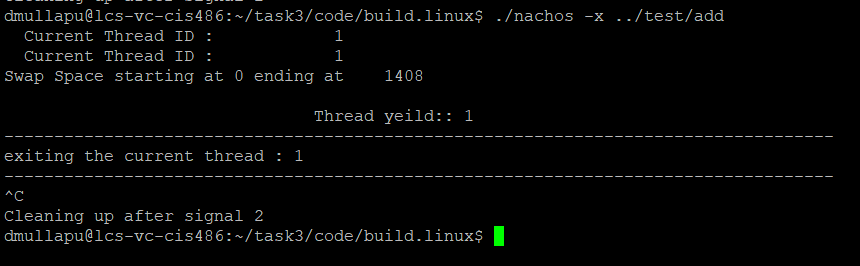 dmullapu@lcs-vc-cis486:~/task3/code/build.linux$ ./nachos -x ../test/add
Current Thread ID : 1
Current Thread ID : 1
Swap Space starting at 0 ending at 1408
Thread yeild:: 1
-----------------------------------------------------------------------------------
exiting the current thread : 1
-----------------------------------------------------------------------------------
^C
Cleaning up after signal 2
dmullapu@lcs-vc-cis486:~/task3/code/build.linux$